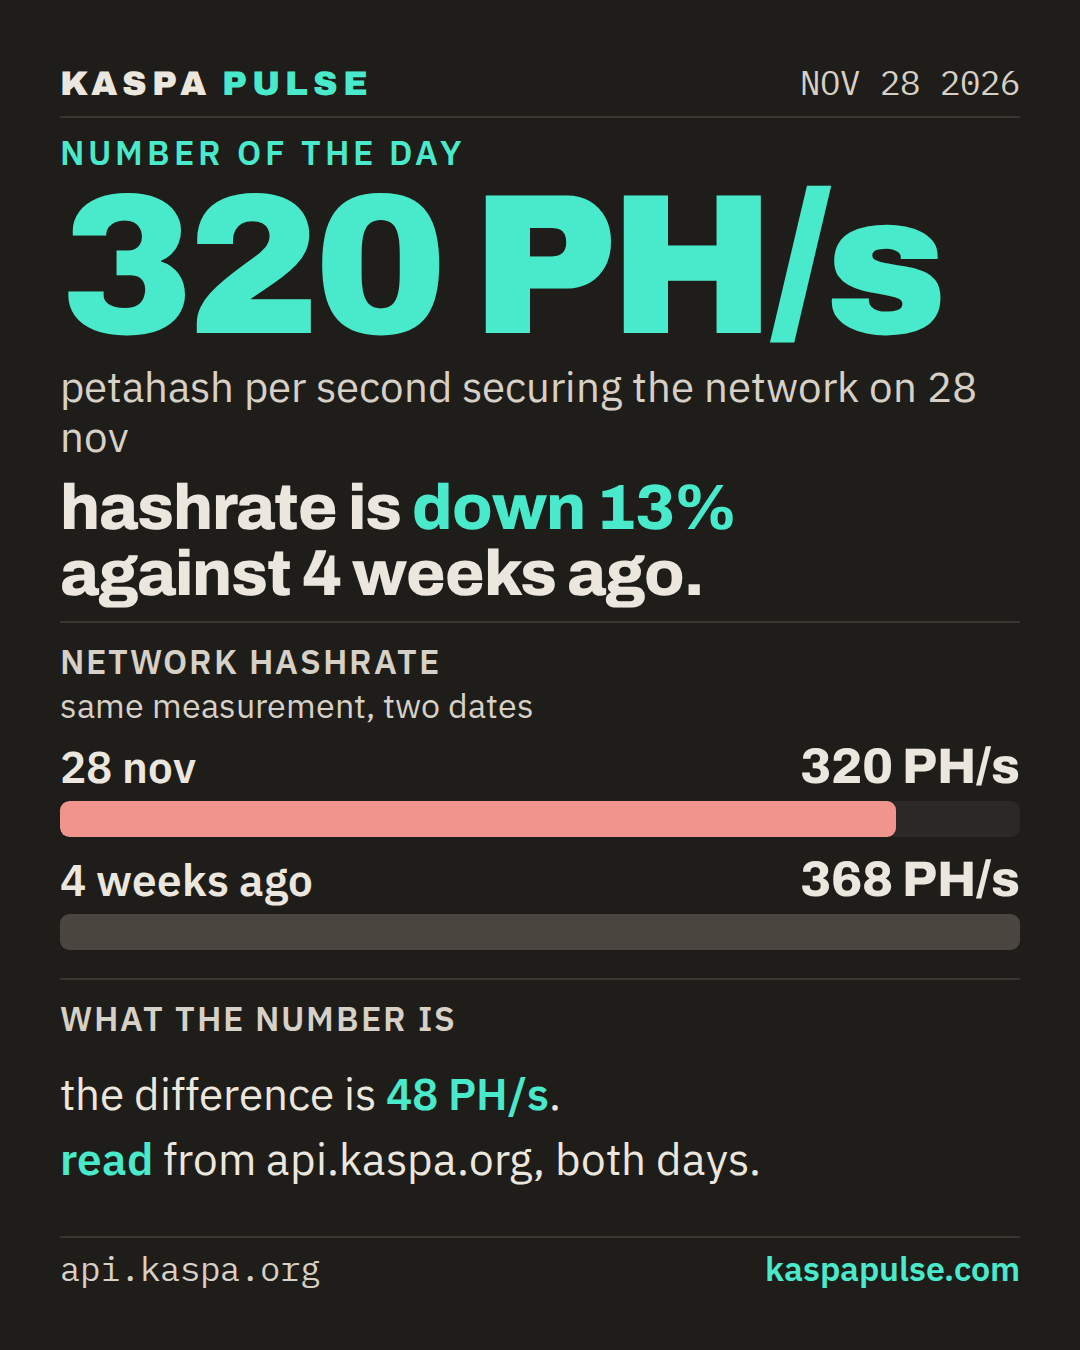 KASPA PULSE
NOV 28 2026
NUMBER OF THE DAY
320 PH/s
petahash per second securing the network on 28
nov
hashrate is down 13%
against 4 weeks ago.
NETWORK HASHRATE
same measurement, two dates
28 nov
320 PH/s
4 weeks ago
368 PH/s
WHAT THE NUMBER IS
the difference is 48 PH/s.
read from api.kaspa.org, both days.
api.kaspa.org
kaspapulse.com